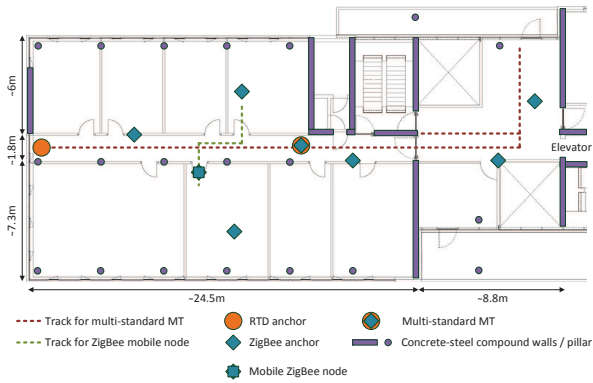 ~6m
~1.8m
~7.3m
Elevator
~24.5m
~8.8m
Track for multi-standard MT
RTD anchor
Multi-standard MT
Track for ZigBee mobile node
ZigBee anchor
Concrete-steel compound walls / pillar
Mobile ZigBee node